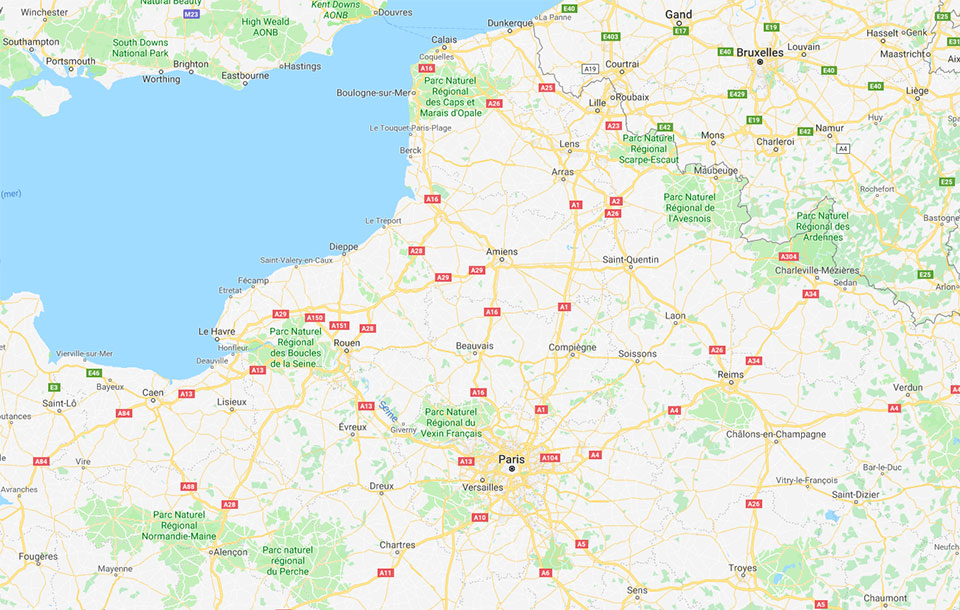 Natural Beauty
Kent Downs
AONB
Douvres
Winchester
M23
High Weald
AONB
Southampton
South Downs
National Park
Portsmouth
Worthing
Brighton
Eastbourne
Hastings
Dunkerque
La Panne
E40
Gand
E17
E403
E25
Calais
Coquelles
A16
Courtrai
A19
E40
Bruxelles
Louvain
Hasselt
Genk
E31
Maastricht
Aix
E40
E40
Liège
Boulogne-sur-Mer
Parc Naturel
Régional
des Caps et
Marais d'Opale
A26
A25
Lille
Roubaix
E429
E19
Huy
Le Touquet-Paris-Plage
A23
E42
Mons
E42
Namur
Charleroi
A4
Berck
Lens
Parc Naturel
Régional
Scarpe-Escaut
Arras
Maubeuge
Rochefort
E25
(mer)
A16
A1
A2
A26
Parc Naturel
Régional de
l'Avesnois
Parc Naturel
Régional des
Ardennes
Bastogne
Le Tréport
Dieppe
A28
Amiens
Saint-Quentin
A304
Charleville-Mézières
Sedan
E25
Arlon
Saint-Valery-en-Caux
A29
A29
Fécamp
Étretat
A34
A29
A150
A151
A28
A16
A1
Laon
Le Havre
Honfleur
Deauville
Parc Naturel
Régional
des Boucles
de la Seine...
Rouen
Beauvais
Compiègne
Soissons
A26
A34
Vierville-sur-Mer
E46
Bayeux
E3
A13
A13
Reims
Verdun
Saint-Lô
Caen
A84
Lisieux
A16
A13
Seine
Giverny
Parc Naturel
Régional du
Vexin Français
A1
A4
A4
A4
outances
Évreux
Châlons-en-Champagne
A84
Vire
A13
Paris
A104
A4
Bar-le-Duc
Avranches
A88
Dreux
Versailles
Vitry-le-François
Saint-Dizier
A28
A10
A26
Parc Naturel
Régional
Normandie-Maine
Fougères
Alençon
Parc naturel
régional
du Perche
Chartres
A5
Neufch
Mayenne
A11
A6
Troyes
Sens
A5
Chaumont